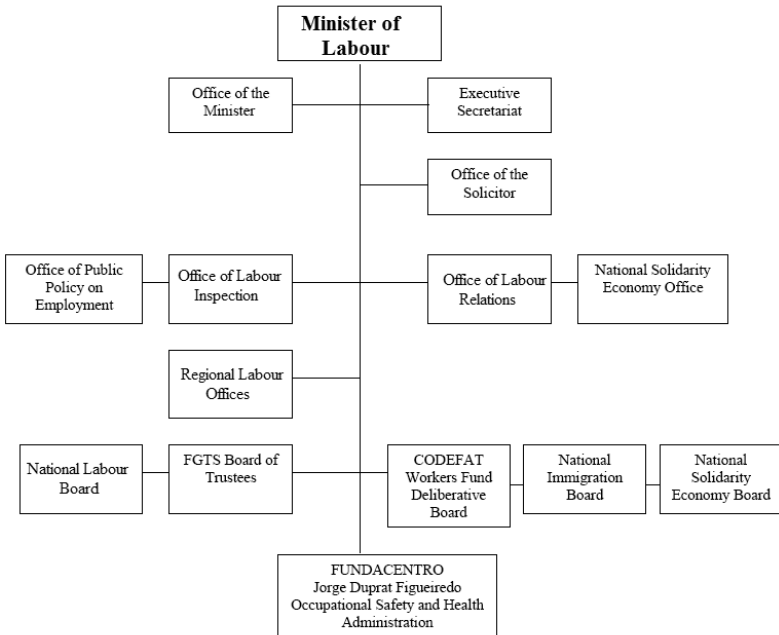 Minister of
Labour
Office of the
Minister
Executive
Secretariat
Office of the
Solicitor
Office of Public
Policy on
Employment
Office of Labour
Inspection
Office of Labour
Relations
National Solidarity
Economy Office
Regional Labour
Offices
National Labour
Board
FGTS Board of
Trustees
CODEFAT
Workers Fund
Deliberative
Board
National
Immigration
Board
National
Solidarity
Economy Board
FUNDACENTRO
Jorge Duprat Figueiredo
Occupational Safety and Health
Administration